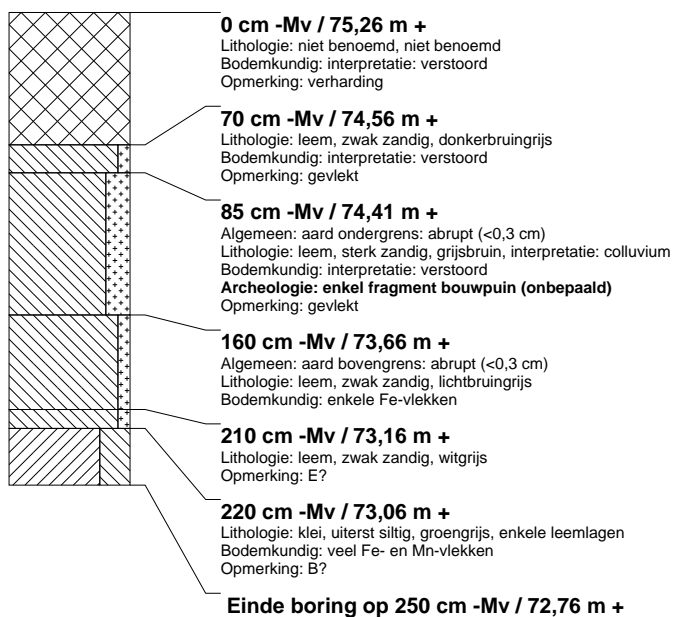 0 cm -Mv / 75,26 m +
Lithologie: niet benoemd, niet benoemd
Bodemkundig: interpretatie: verstoord
Opmerking: verharding
70 cm -Mv / 74,56 m +
Lithologie: leem, zwak zandig, donkerbruingrijs
Bodemkundig: interpretatie: verstoord
Opmerking: gevlekt
85 cm -Mv / 74,41 m +
Algemeen: aard ondergrens: abrupt (<0,3 cm)
Lithologie: leem, sterk zandig, grijsbruin, interpretatie: colluvium
Bodemkundig: interpretatie: verstoord
Archeologie: enkel fragment bouwpuin (onbepaald)
Opmerking: gevlekt
160 cm -Mv / 73,66 m +
Algemeen: aard bovengrens: abrupt (<0,3 cm)
Lithologie: leem, zwak zandig, lichtbruingrijs
Bodemkundig: enkele Fe-vlekken
210 cm -Mv / 73,16 m +
Lithologie: leem, zwak zandig, witgrijs
Opmerking: E?
220 cm -Mv / 73,06 m +
Lithologie: klei, uiterst siltig, groengrijs, enkele leemlagen
Bodemkundig: veel Fe- en Mn-vlekken
Opmerking: B?
Einde boring op 250 cm -Mv / 72,76 m +